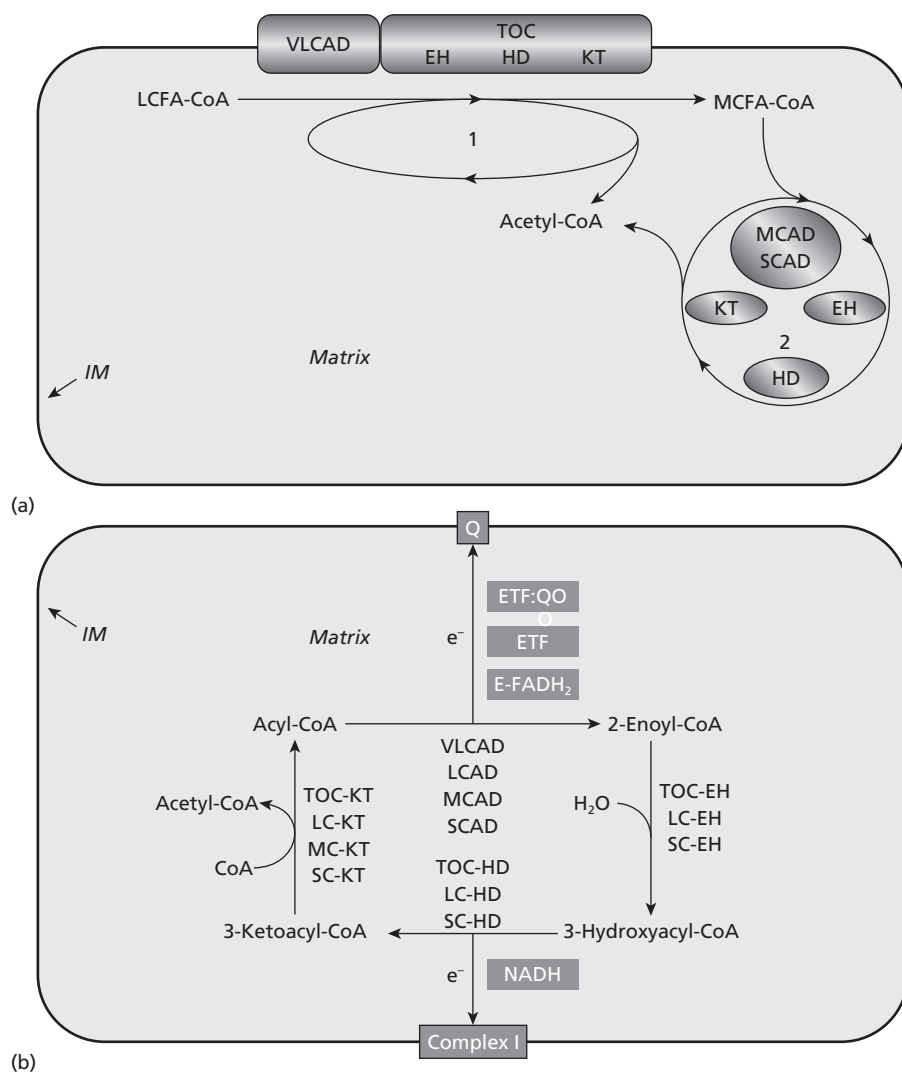 VLCAD
TOC
EH HD KT
LCFA-CoA
MCFA-CoA
1
Acetyl-CoA
MCAD
SCAD
KT
EH
2
HD
IM
Matrix
(a)
Q
IM
Matrix
e⁻
ETF:QO
O
ETF
E-FADH₂
Acyl-CoA
2-Enoyl-CoA
VLCAD
LCAD
MCAD
SCAD
Acetyl-CoA
CoA
TOC-KT
LC-KT
MC-KT
SC-KT
H₂O
TOC-EH
LC-EH
SC-EH
TOC-HD
LC-HD
SC-HD
3-Ketoacyl-CoA
3-Hydroxyacyl-CoA
e⁻
NADH
Complex I
(b)